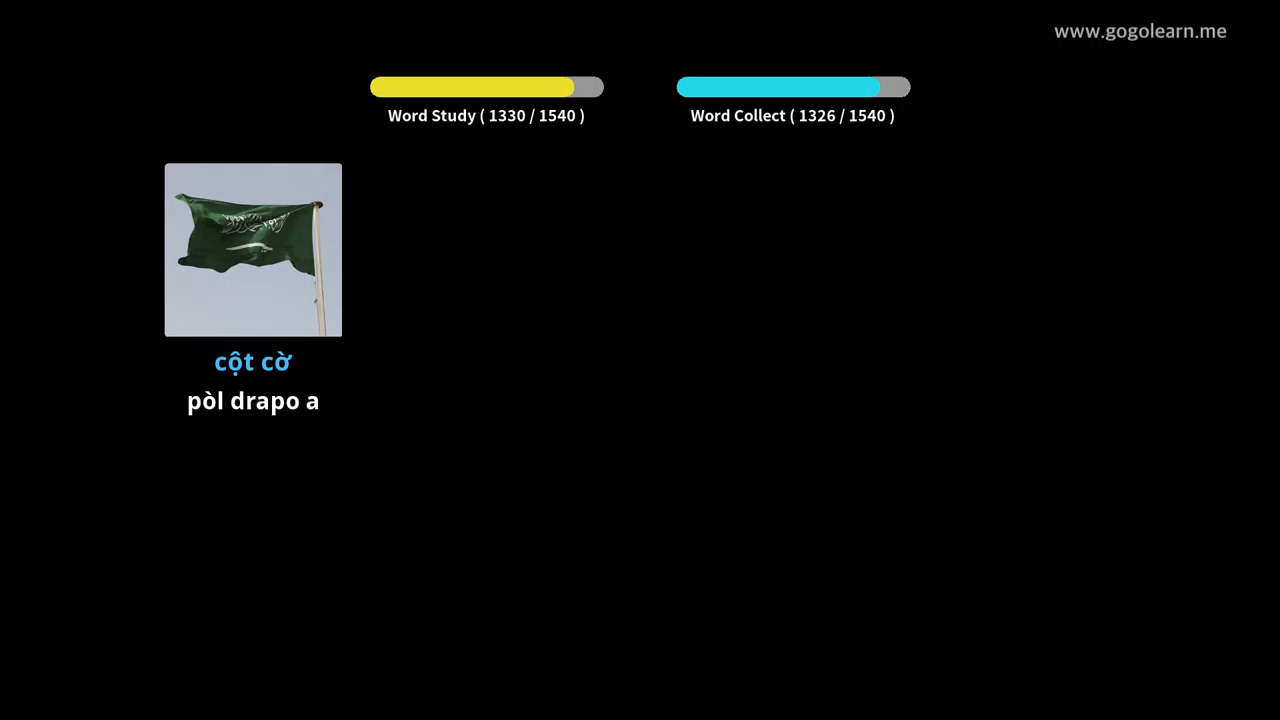 www.gogolearn.me
Word Study ( 1330 / 1540 )
Word Collect ( 1326 / 1540 )
cột cờ
pòl drapo a